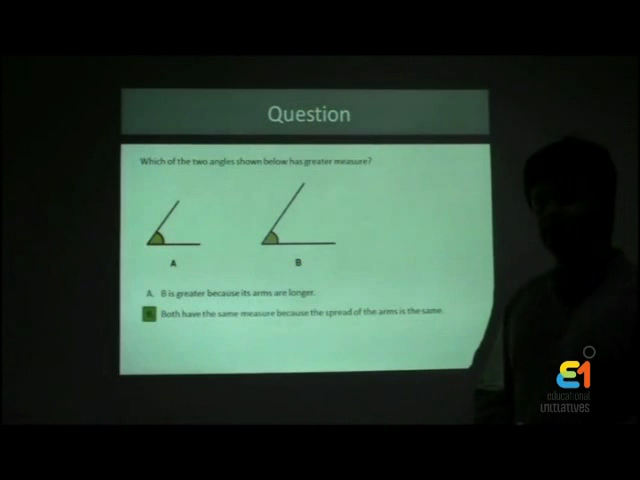 Question
Which of the two angles shown below has greater measure?
A
B
A. B is greater because its arms are longer.
B. Both have the same measure because the spread of the arms is the same.
Ei
educational
initiatives